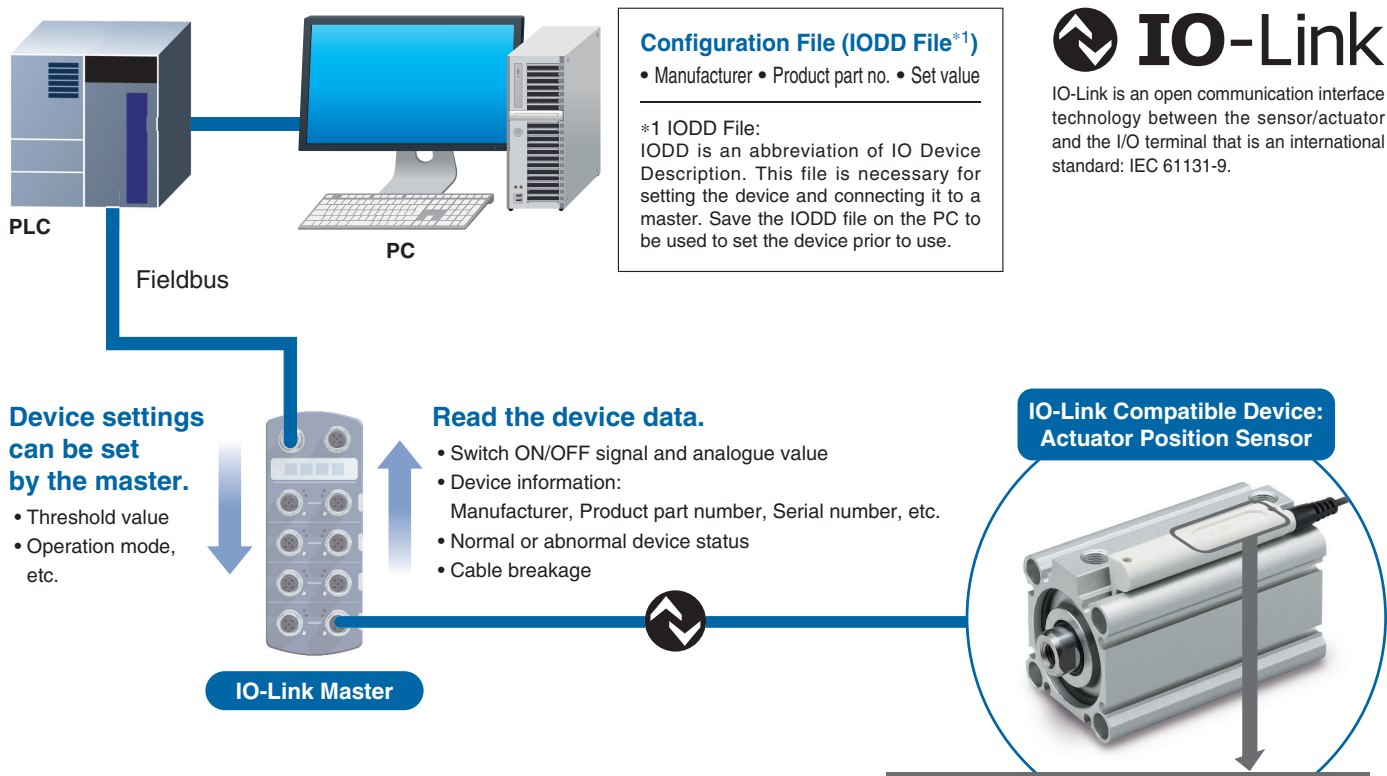 Configuration File (IODD File*1)
• Manufacturer • Product part no. • Set value
*1 IODD File:
IODD is an abbreviation of IO Device
Description. This file is necessary for
setting the device and connecting it to a
master. Save the IODD file on the PC to
be used to set the device prior to use.
IO-Link
IO-Link is an open communication interface
technology between the sensor/actuator
and the I/O terminal that is an international
standard: IEC 61131-9.
PLC
PC
Fieldbus
Device settings
can be set
by the master.
• Threshold value
• Operation mode,
etc.
Read the device data.
• Switch ON/OFF signal and analogue value
• Device information:
Manufacturer, Product part number, Serial number, etc.
• Normal or abnormal device status
• Cable breakage
IO-Link Master
IO-Link Compatible Device:
Actuator Position Sensor